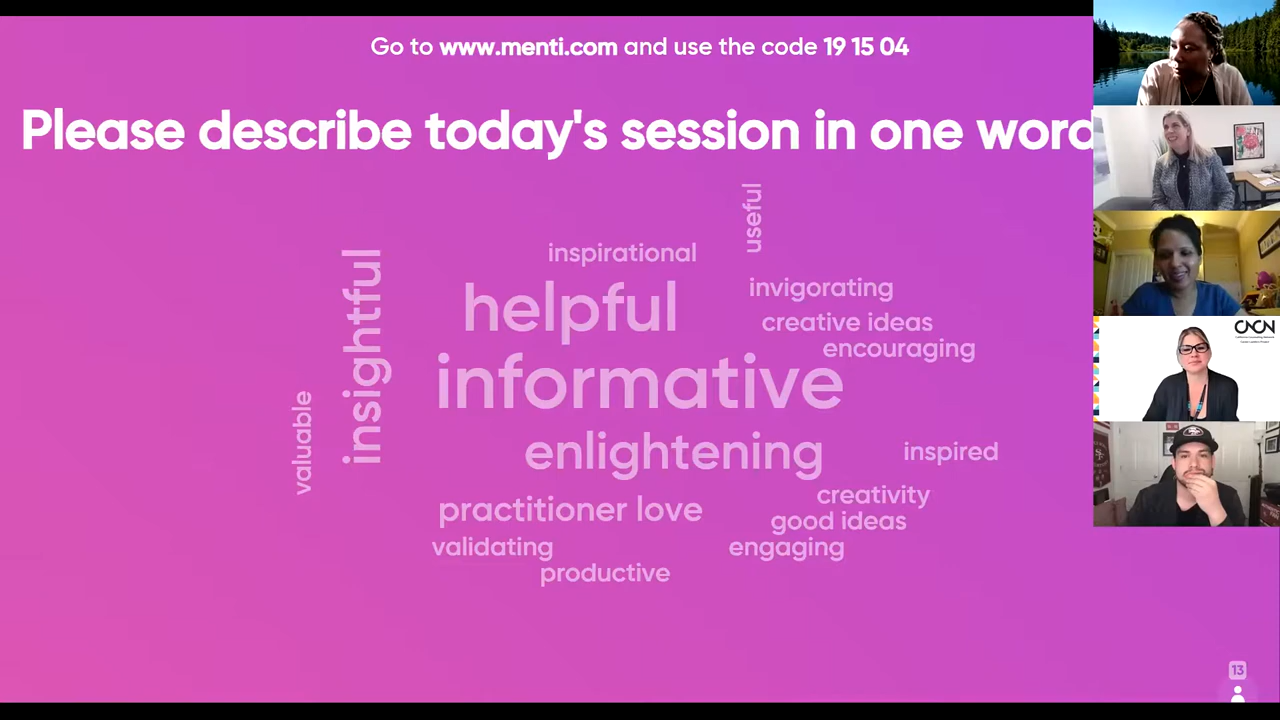 Go to www.menti.com and use the code 19 15 04
Please describe today's session in one word
useful
inspirational
insightful
helpful
invigorating
creative ideas
encouraging
informative
valuable
enlightening
inspired
creativity
practitioner love
good ideas
validating
engaging
productive
CNCN
13